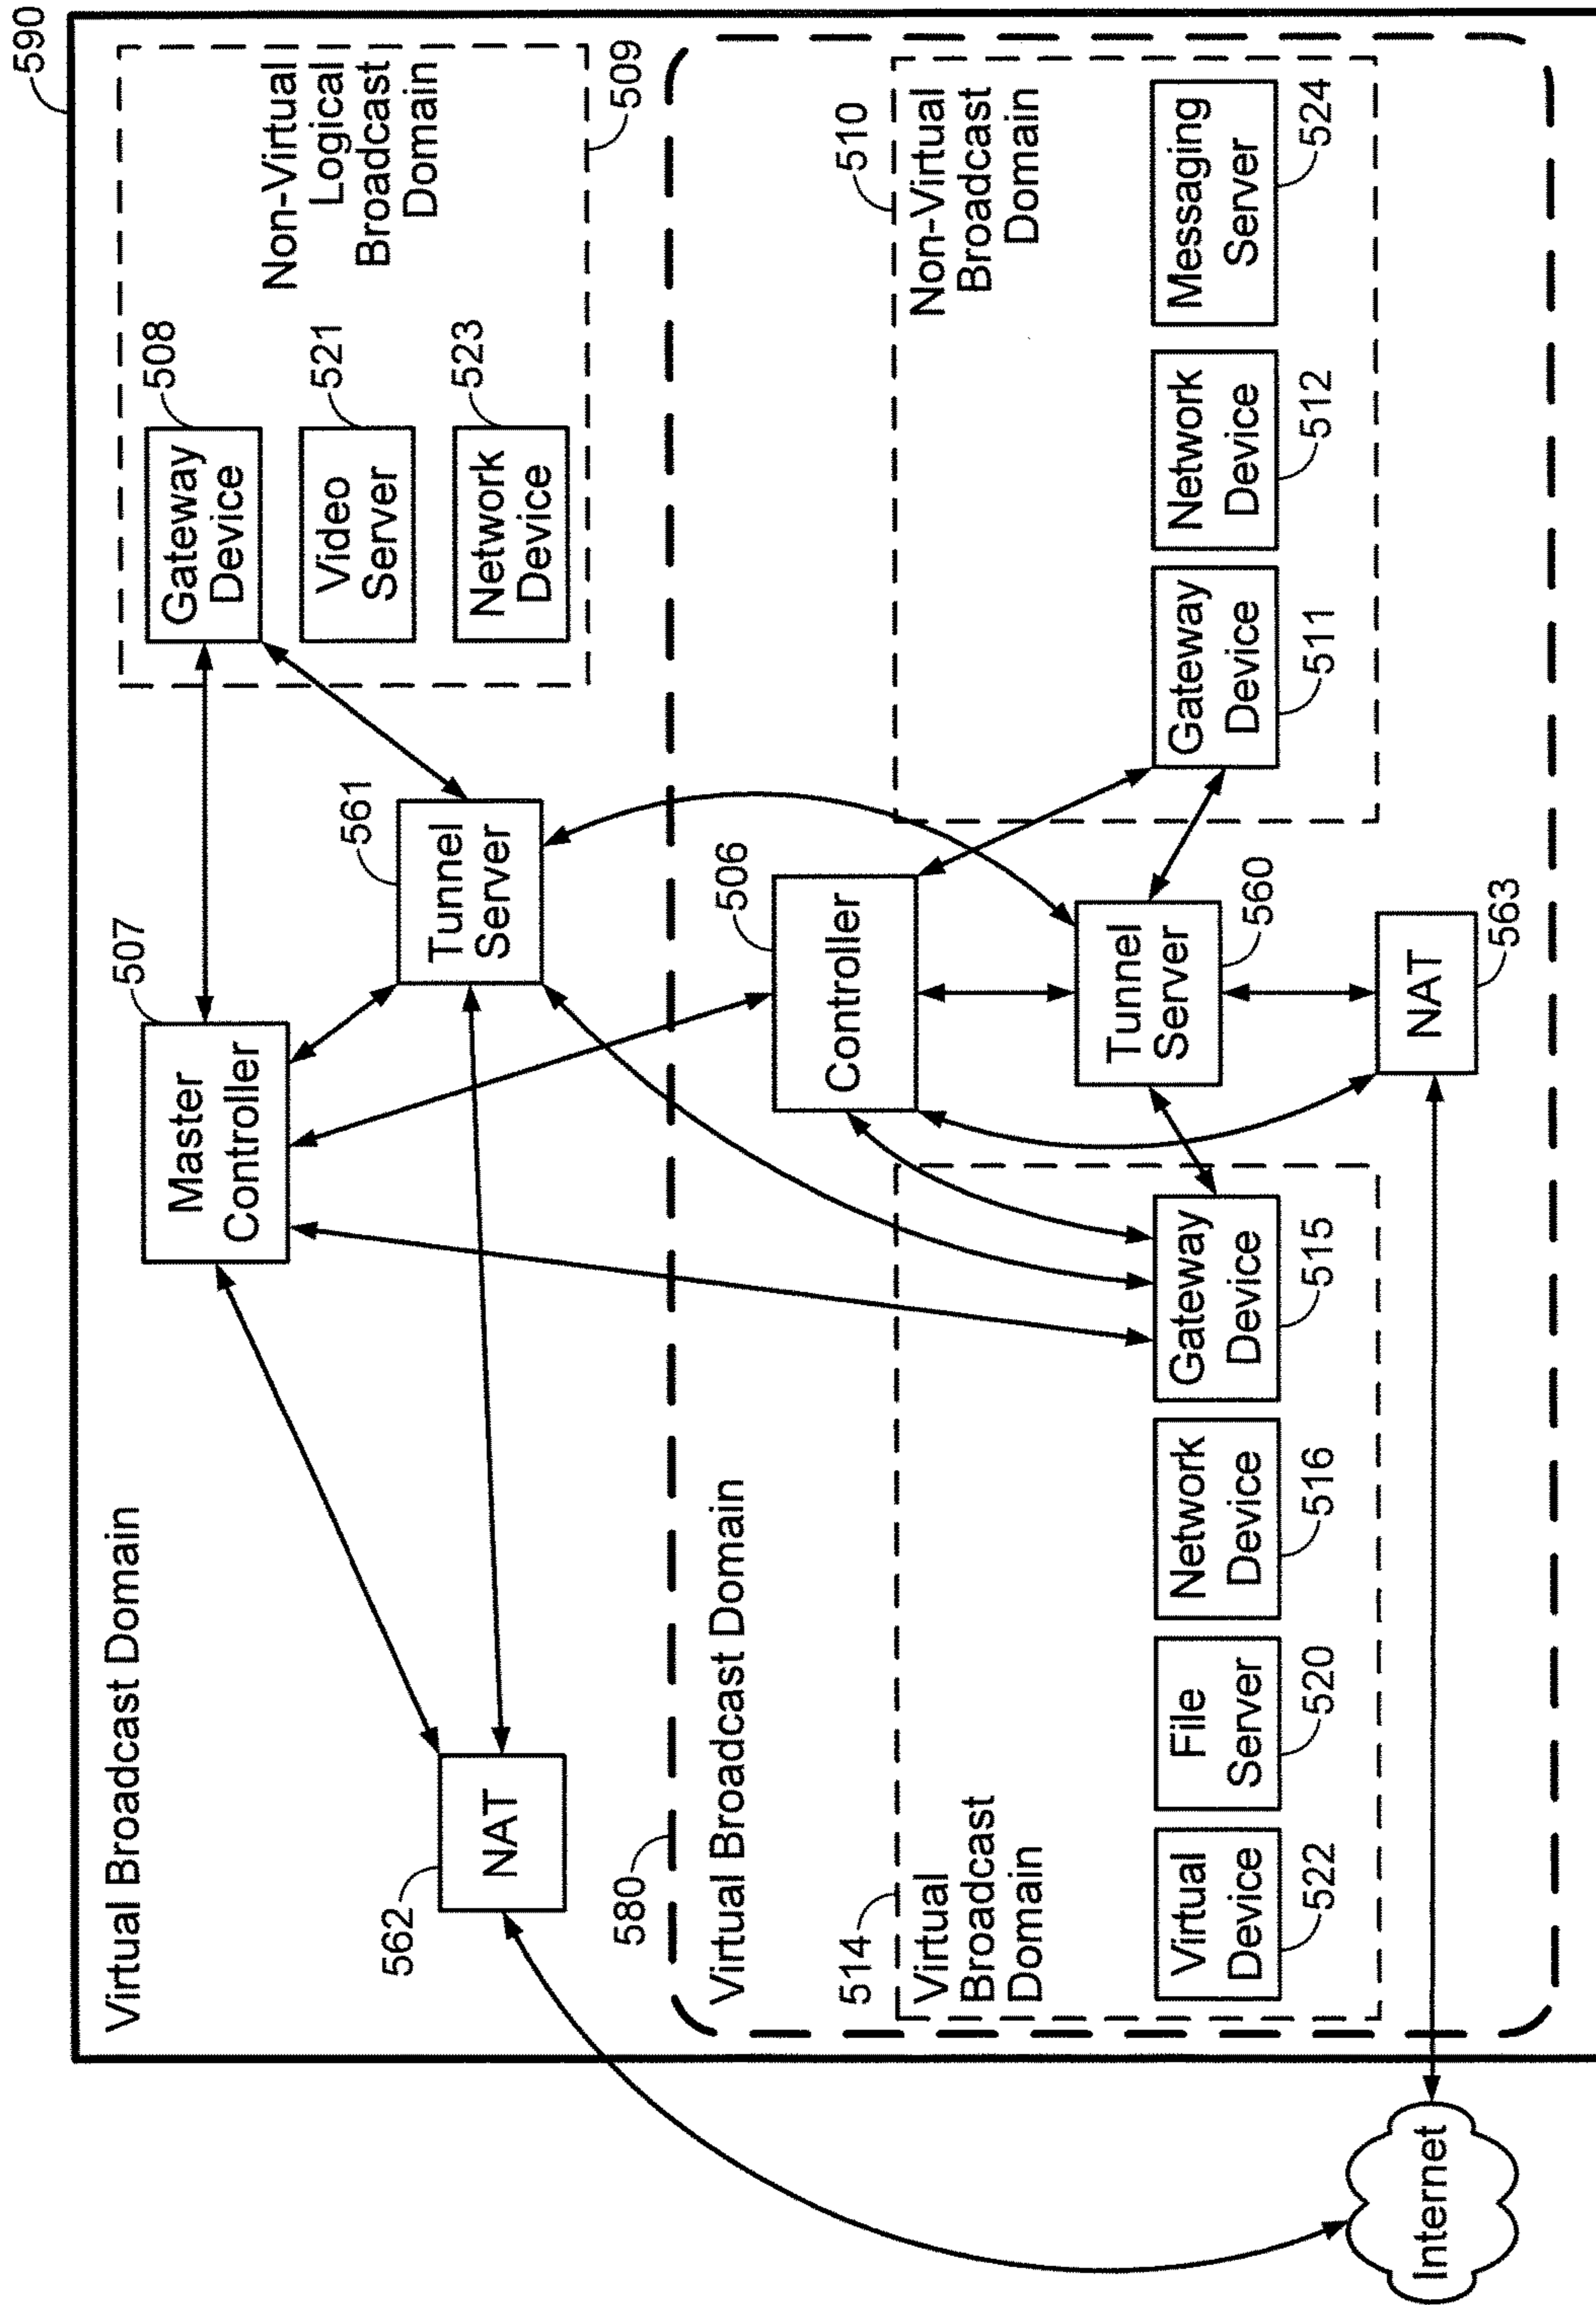 590
Virtual Broadcast Domain
507
Master
Controller
508
Gateway
Device
Non-Virtual
Logical
Broadcast
Domain
509
521
Video
Server
523
Network
Device
561
Tunnel
Server
562
NAT
580
Virtual Broadcast Domain
506
Controller
510
Non-Virtual
Broadcast
Domain
514
Virtual
Broadcast
Domain
Virtual
Device
522
File
Server
520
Network
Device
516
Gateway
Device
515
Tunnel
Server
560
Gateway
Device
511
Network
Device
512
Messaging
Server
524
NAT
563
Internet